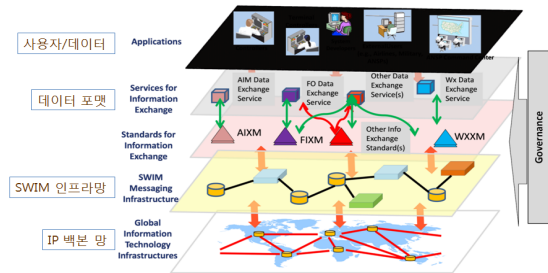 사용자/데이터
Applications
데이터 포맷
Services for
Information
Exchange
AIM Data
Exchange
Service
FO Data
Exchange
Service
Other Data
Exchange
Service(s)
Wx Data
Exchange
Service
Standards for
Information
Exchange
AIXM
FIXM
Other Info
Exchange
Standard(s)
WXXM
SWIM 인프라망
SWIM
Messaging
Infrastructure
IP 백본 망
Global
Information
Technology
Infrastructures
Governance